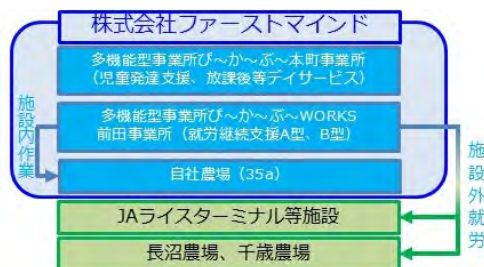 株式会社ファーストマインド
多機能型事業所ぴ~か~ぶ~本町事業所
(児童発達支援、放課後等デイサービス)
施設内作業
多機能型事業所ぴ~か~ぶ~WORKS
前田事業所(就労継続支援A型、B型)
自社農場(35a)
施設外就労
JAライスターミナル等施設
長沼農場、千歳農場